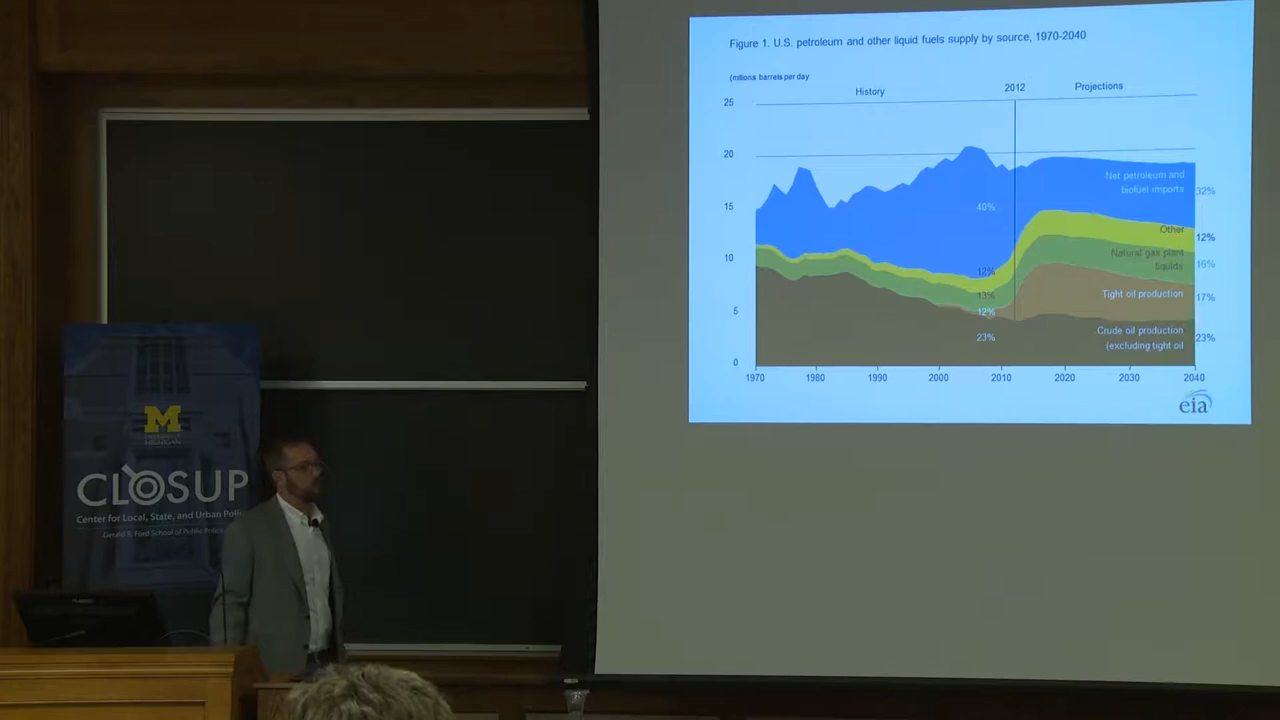 Figure 1. U.S. petroleum and other liquid fuels supply by source, 1970-2040
(millions barrels per day
History
2012
Projections
25
20
15
10
5
0
Net petroleum and
biofuel imports
32%
40%
Other
12%
Natural gas plant
liquids
16%
12%
13%
Tight oil production
17%
12%
Crude oil production
(excluding tight oil
23%
23%
1970
1980
1990
2000
2010
2020
2030
2040
eia
M
MICHIGAN
CLOSUP
Center for Local, State, and Urban Polic
Gerald R. Ford School of Public Policy